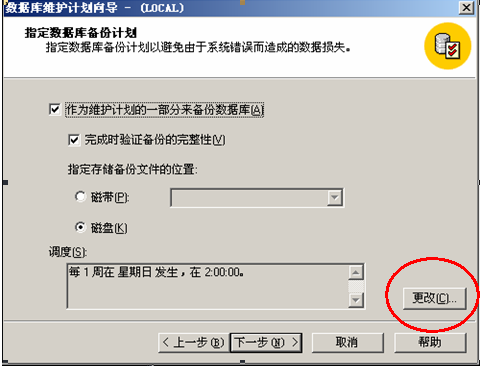 数据库维护计划向导 - (LOCAL)
指定数据库备份计划
指定数据库备份计划以避免由于系统错误而造成的数据损失。
作为维护计划的一部分来备份数据库(A)
完成时验证备份的完整性(V)
指定存储备份文件的位置:
磁带(P):
磁盘(K)
调度(S):
每 1 周在 星期日 发生，在 2:00:00。
更改(C)...
< 上一步(B) 下一步(N) > 取消 帮助